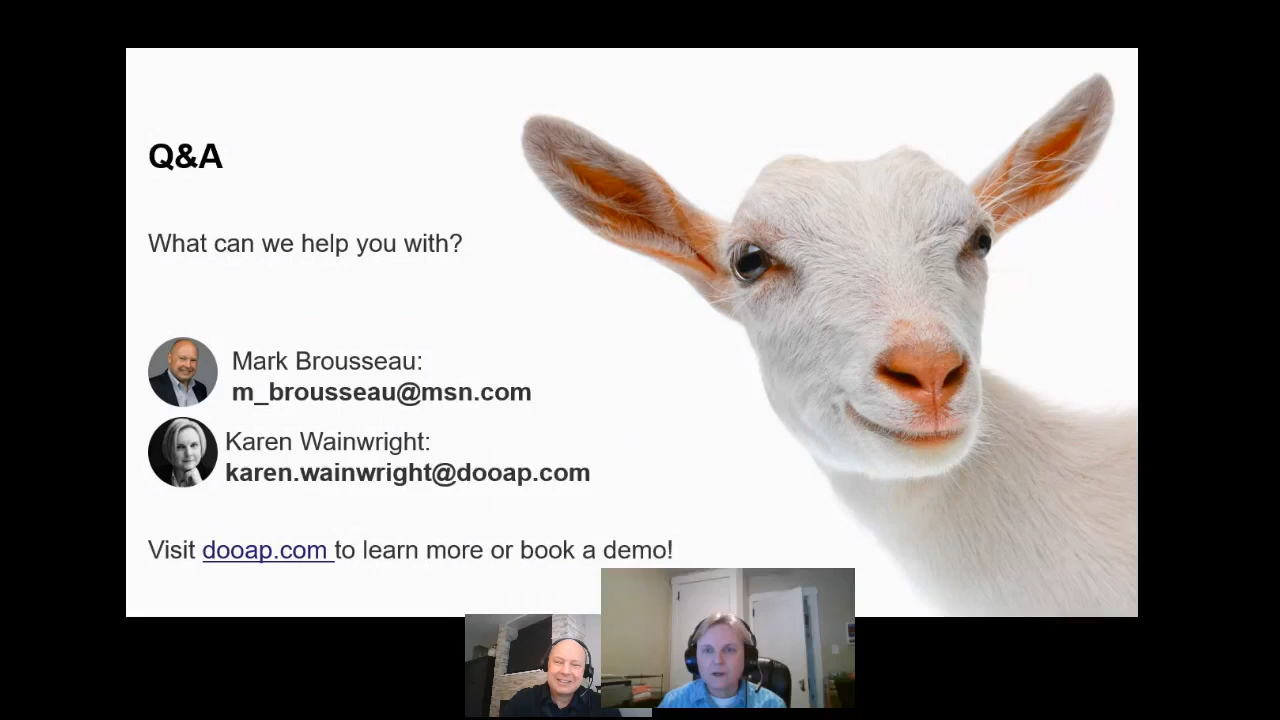 Q&A
What can we help you with?
Mark Brousseau:
m_brousseau@msn.com
Karen Wainwright:
karen.wainwright@dooap.com
Visit dooap.com to learn more or book a demo!